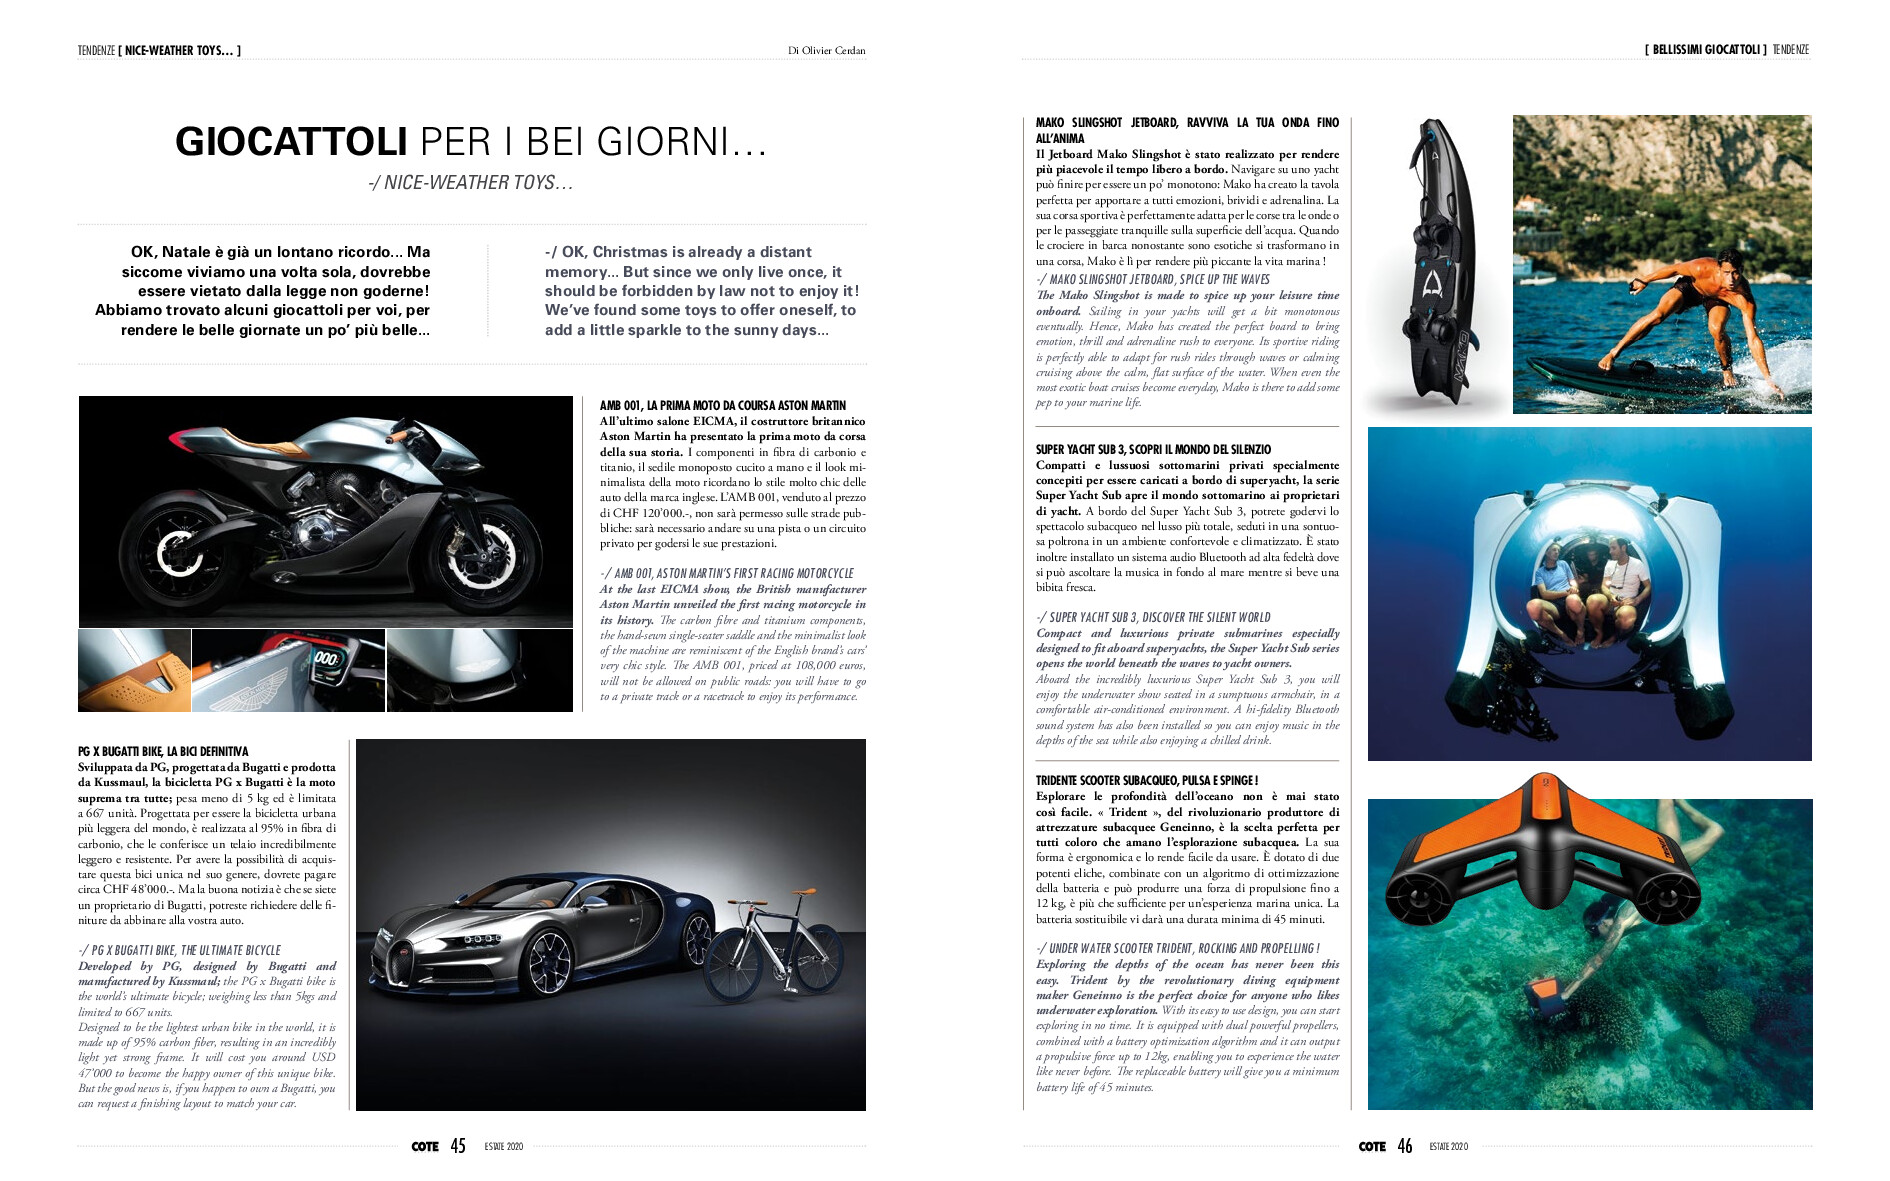 TENDENZE [ NICE-WEATHER TOYS... ]
Di Olivier Cerdan
GIOCATTOLI PER I BEI GIORNI...
-/ NICE-WEATHER TOYS...
OK, Natale è già un lontano ricordo... Ma
siccome viviamo una volta sola, dovrebbe
essere vietato dalla legge non goderne!
Abbiamo trovato alcuni giocattoli per voi, per
rendere le belle giornate un po' più belle...
-/ OK, Christmas is already a distant
memory... But since we only live once, it
should be forbidden by law not to enjoy it!
We've found some toys to offer oneself, to
add a little sparkle to the sunny days...
AMB 001, LA PRIMA MOTO DA COURSA ASTON MARTIN
All'ultimo salone EICMA, il costruttore britannico
Aston Martin ha presentato la prima moto da corsa
della sua storia. I componenti in fibra di carbonio e
titanio, il sedile monoposto cucito a mano e il look mi-
nimalista della moto ricordano lo stile molto chic delle
auto della marca inglese. L'AMB 001, venduto al prezzo
di CHF 120'000.-, non sarà permesso sulle strade pub-
bliche: sarà necessario andare su una pista o un circuito
privato per godersi le sue prestazioni.
-/ AMB 001, ASTON MARTIN'S FIRST RACING MOTORCYCLE
At the last EICMA show, the British manufacturer
Aston Martin unveiled the first racing motorcycle in
its history. The carbon fibre and titanium components,
the hand-sewn single-seater saddle and the minimalist look
of the machine are reminiscent of the English brand's cars'
very chic style. The AMB 001, priced at 108,000 euros,
will not be allowed on public roads: you will have to go
to a private track or a racetrack to enjoy its performance.
000
PG X BUGATTI BIKE, LA BICI DEFINITIVA
Sviluppata da PG, progettata da Bugatti e prodotta
da Kussmaul, la bicicletta PG x Bugatti è la moto
suprema tra tutte; pesa meno di 5 kg ed è limitata
a 667 unità. Progettata per essere la bicicletta urbana
più leggera del mondo, è realizzata al 95% in fibra di
carbonio, che le conferisce un telaio incredibilmente
leggero e resistente. Per avere la possibilità di acquis-
tare questa bici unica nel suo genere, dovrete pagare
circa CHF 48'000.-. Ma la buona notizia è che se siete
un proprietario di Bugatti, potreste richiedere delle fi-
niture da abbinare alla vostra auto.
-/ PG X BUGATTI BIKE, THE ULTIMATE BICYCLE
Developed by PG, designed by Bugatti and
manufactured by Kussmaul; the PG x Bugatti bike is
the world's ultimate bicycle; weighing less than 5kgs and
limited to 667 units.
Designed to be the lightest urban bike in the world, it is
made up of 95% carbon fiber, resulting in an incredibly
light yet strong frame. It will cost you around USD
47'000 to become the happy owner of this unique bike.
But the good news is, if you happen to own a Bugatti, you
can request a finishing layout to match your car.
COTE 45 ESTATE 2020
[ BELLISSIMI GIOCATTOLI ] TENDENZE
MAKO SLINGSHOT JETBOARD, RAVVIVA LA TUA ONDA FINO
ALL'ANIMA
Il Jetboard Mako Slingshot è stato realizzato per rendere
più piacevole il tempo libero a bordo. Navigare su uno yacht
può finire per essere un po' monotono: Mako ha creato la tavola
perfetta per apportare a tutti emozioni, brividi e adrenalina. La
sua corsa sportiva è perfettamente adatta per le corse tra le onde o
per le passeggiate tranquille sulla superficie dell'acqua. Quando
le crociere in barca nonostante sono esotiche si trasformano in
una corsa, Mako è lì per rendere più piccante la vita marina !
-/ MAKO SLINGSHOT JETBOARD, SPICE UP THE WAVES
The Mako Slingshot is made to spice up your leisure time
onboard. Sailing in your yachts will get a bit monotonous
eventually. Hence, Mako has created the perfect board to bring
emotion, thrill and adrenaline rush to everyone. Its sportive riding
is perfectly able to adapt for rush rides through waves or calming
cruising above the calm, flat surface of the water. When even the
most exotic boat cruises become everyday, Mako is there to add some
pep to your marine life.
MAKO
SUPER YACHT SUB 3, SCOPRI IL MONDO DEL SILENZIO
Compatti e lussuosi sottomarini privati specialmente
concepiti per essere caricati a bordo di superyacht, la serie
Super Yacht Sub apre il mondo sottomarino ai proprietari
di yacht. A bordo del Super Yacht Sub 3, potrete godervi lo
spettacolo subacqueo nel lusso più totale, seduti in una sontuo-
sa poltrona in un ambiente confortevole e climatizzato. È stato
inoltre installato un sistema audio Bluetooth ad alta fedeltà dove
si può ascoltare la musica in fondo al mare mentre si beve una
bibita fresca.
-/ SUPER YACHT SUB 3, DISCOVER THE SILENT WORLD
Compact and luxurious private submarines especially
designed to fit aboard superyachts, the Super Yacht Sub series
opens the world beneath the waves to yacht owners.
Aboard the incredibly luxurious Super Yacht Sub 3, you will
enjoy the underwater show seated in a sumptuous armchair, in a
comfortable air-conditioned environment. A hi-fidelity Bluetooth
sound system has also been installed so you can enjoy music in the
depths of the sea while also enjoying a chilled drink.
TRIDENTE SCOOTER SUBACQUEO, PULSA E SPINGE !
Esplorare le profondità dell'oceano non è mai stato
così facile. « Trident », del rivoluzionario produttore di
attrezzature subacquee Geneinno, è la scelta perfetta per
tutti coloro che amano l'esplorazione subacquea. La sua
forma è ergonomica e lo rende facile da usare. È dotato di due
potenti eliche, combinate con un algoritmo di ottimizzazione
della batteria e può produrre una forza di propulsione fino a
12 kg, è più che sufficiente per un'esperienza marina unica. La
batteria sostituibile vi darà una durata minima di 45 minuti.
-/ UNDER WATER SCOOTER TRIDENT, ROCKING AND PROPELLING !
Exploring the depths of the ocean has never been this
easy. Trident by the revolutionary diving equipment
maker Geneinno is the perfect choice for anyone who likes
underwater exploration. With its easy to use design, you can start
exploring in no time. It is equipped with dual powerful propellers,
combined with a battery optimization algorithm and it can output
a propulsive force up to 12kg, enabling you to experience the water
like never before. The replaceable battery will give you a minimum
battery life of 45 minutes.
COTE 46 ESTATE 2020